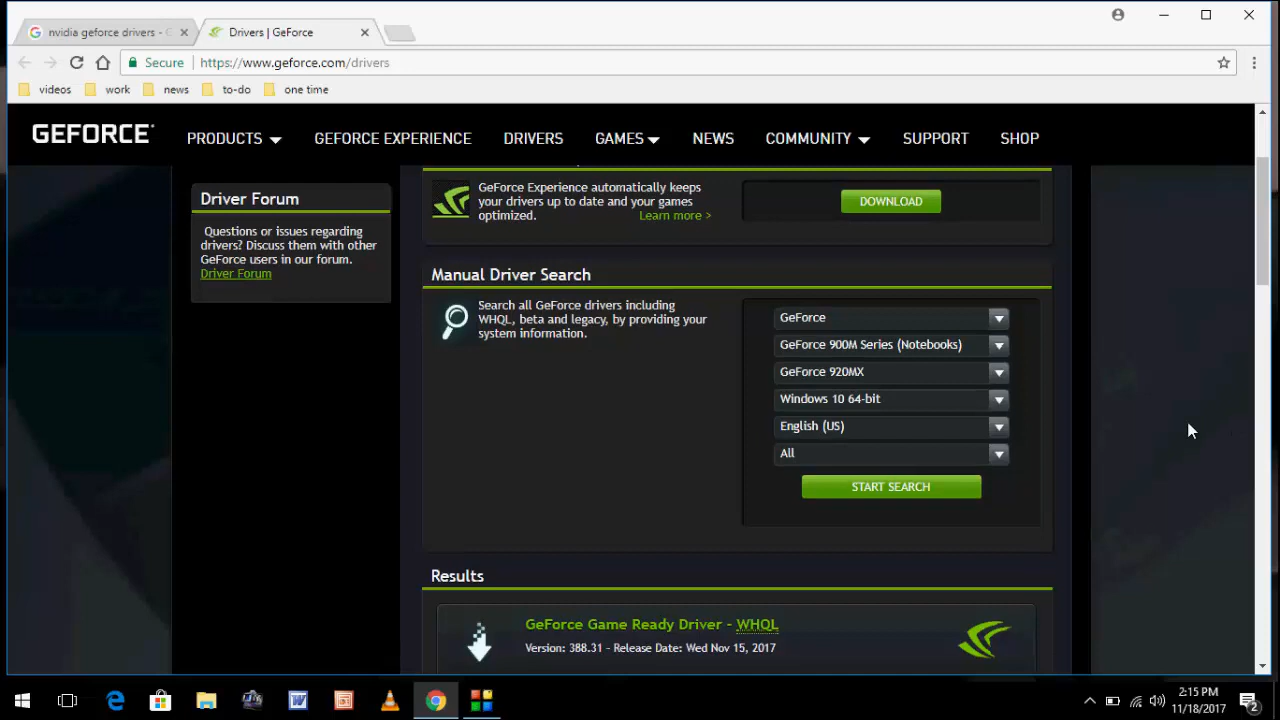 nvidia geforce drivers - G
Drivers | GeForce
Secure
https://www.geforce.com/drivers
videos
work
news
to-do
one time
GEFORCE
PRODUCTS
GEFORCE EXPERIENCE
DRIVERS
GAMES
NEWS
COMMUNITY
SUPPORT
SHOP
Driver Forum
Questions or issues regarding
drivers? Discuss them with other
GeForce users in our forum.
Driver Forum
GeForce Experience automatically keeps
your drivers up to date and your games
optimized.
Learn more >
DOWNLOAD
Manual Driver Search
Search all GeForce drivers including
WHQL, beta and legacy, by providing your
system information.
GeForce
GeForce 900M Series (Notebooks)
GeForce 920MX
Windows 10 64-bit
English (US)
All
START SEARCH
Results
GeForce Game Ready Driver - WHQL
Version: 388.31 - Release Date: Wed Nov 15, 2017
2:15 PM
11/18/2017
2